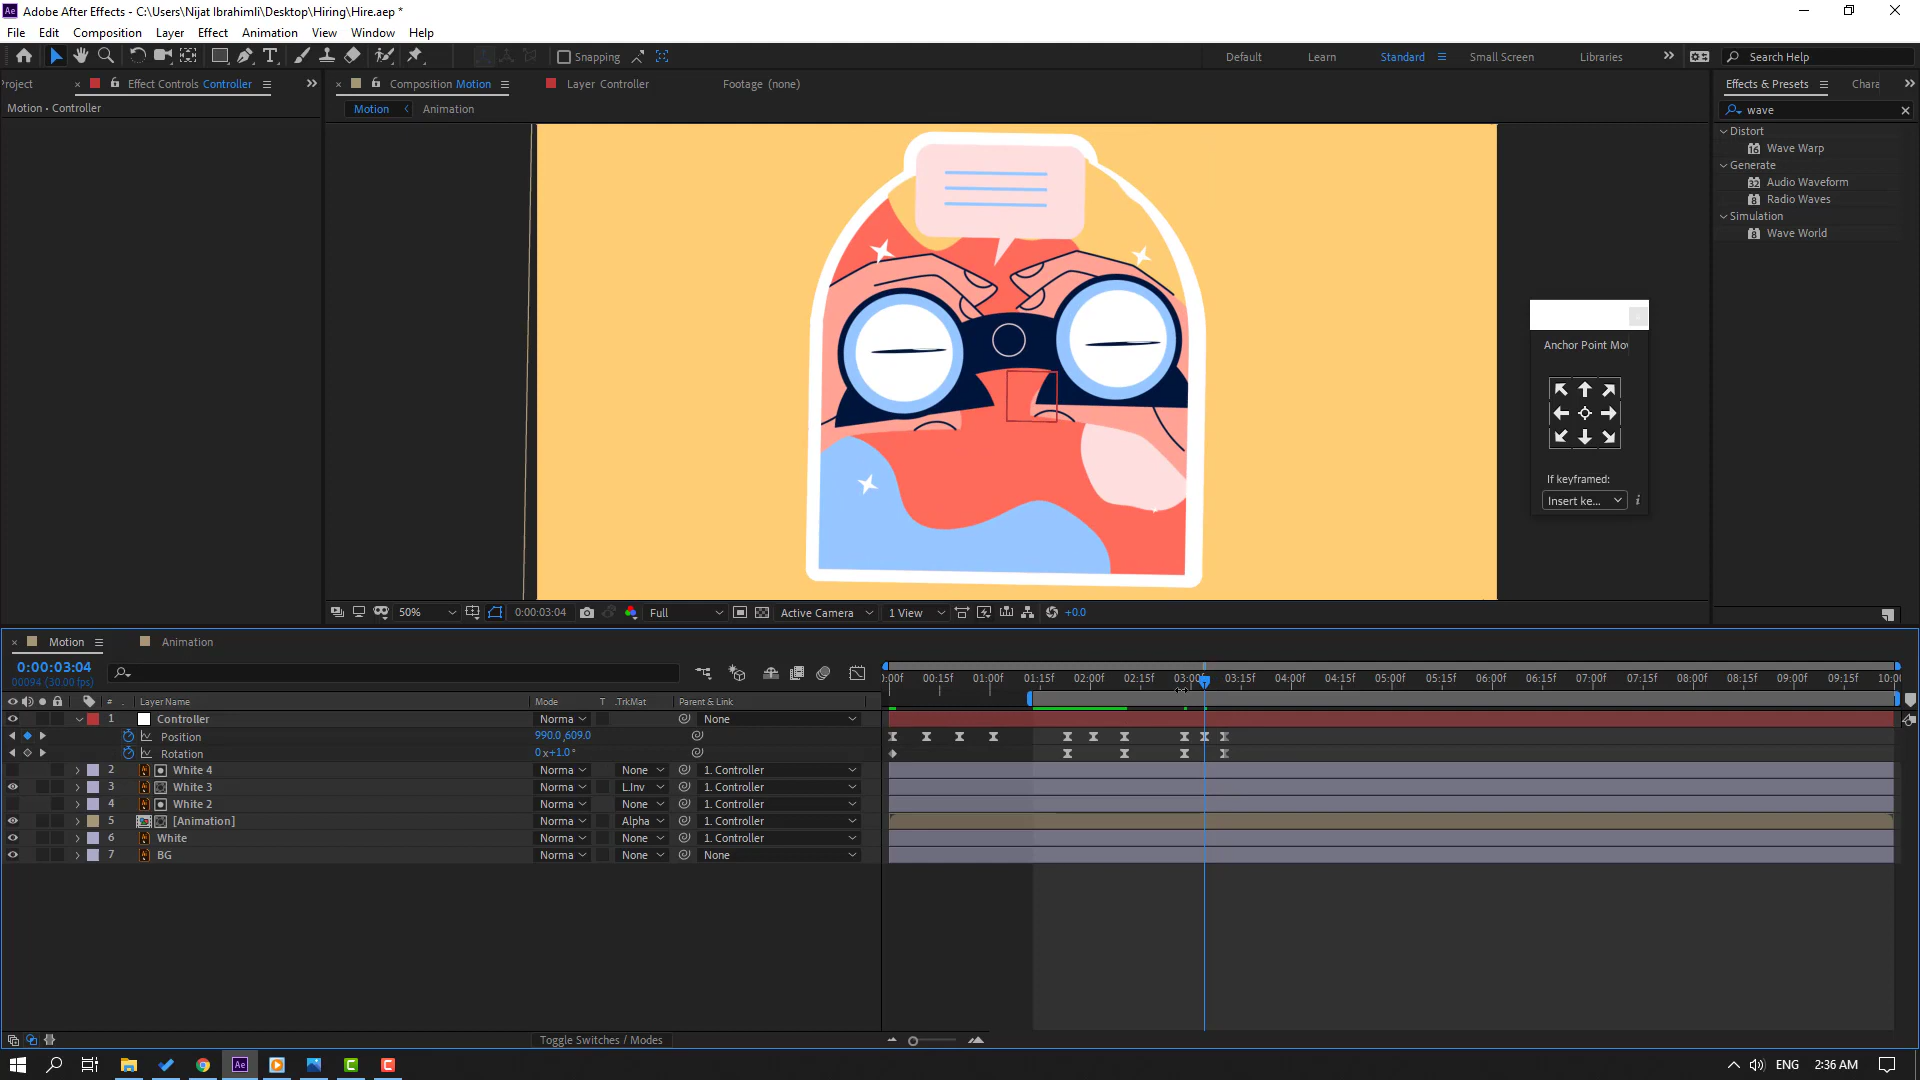 Adobe After Effects - C:\Users\Nijat Ibrahimli\Desktop\Hiring\Hire.aep *
File Edit Composition Layer Effect Animation View Window Help
Snapping
Default Learn Standard Small Screen Libraries Search Help
Project Effect Controls Controller
Composition Motion Layer Controller Footage (none)
Effects & Presets Chara
Motion • Controller
Motion Animation
wave
Distort
Wave Warp
Generate
Audio Waveform
Radio Waves
Simulation
Wave World
Anchor Point Mov
If keyframed:
Insert ke...
50% 0:00:03:04 Full Active Camera 1 View +0.0
Motion Animation
0:00:03:04
00094 (30.00 fps)
0:00f 00:15f 01:00f 01:15f 02:00f 02:15f 03:00f 03:15f 04:00f 04:15f 05:00f 05:15f 06:00f 06:15f 07:00f 07:15f 08:00f 08:15f 09:00f 09:15f 10:00
# Layer Name Mode T .TrkMat Parent & Link
1 Controller Norma None
Position 990.0,609.0
Rotation 0x+1.0°
2 White 4 Norma None 1. Controller
3 White 3 Norma L.Inv 1. Controller
4 White 2 Norma None 1. Controller
5 [Animation] Norma Alpha 1. Controller
6 White Norma None 1. Controller
7 BG Norma None None
Toggle Switches / Modes
ENG 2:36 AM